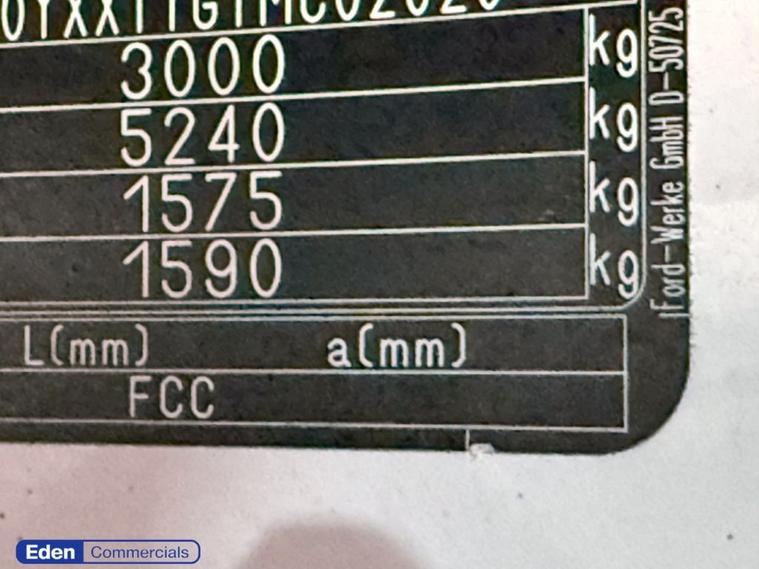 3000 kg
5240 kg
1575 kg
1590 kg
L(mm) a(mm)
FCC
Ford-Werke GmbH D-50725
Eden Commercials